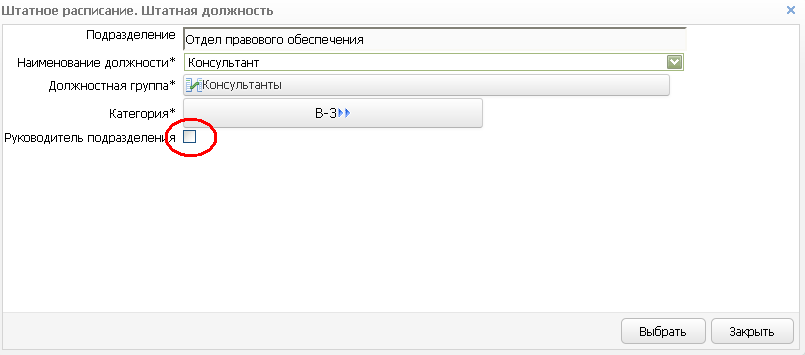 Штатное расписание. Штатная должность
Подразделение Отдел правового обеспечения
Наименование должности* Консультант
Должностная группа* Консультанты
Категория* В-3
Руководитель подразделения
Выбрать Закрыть